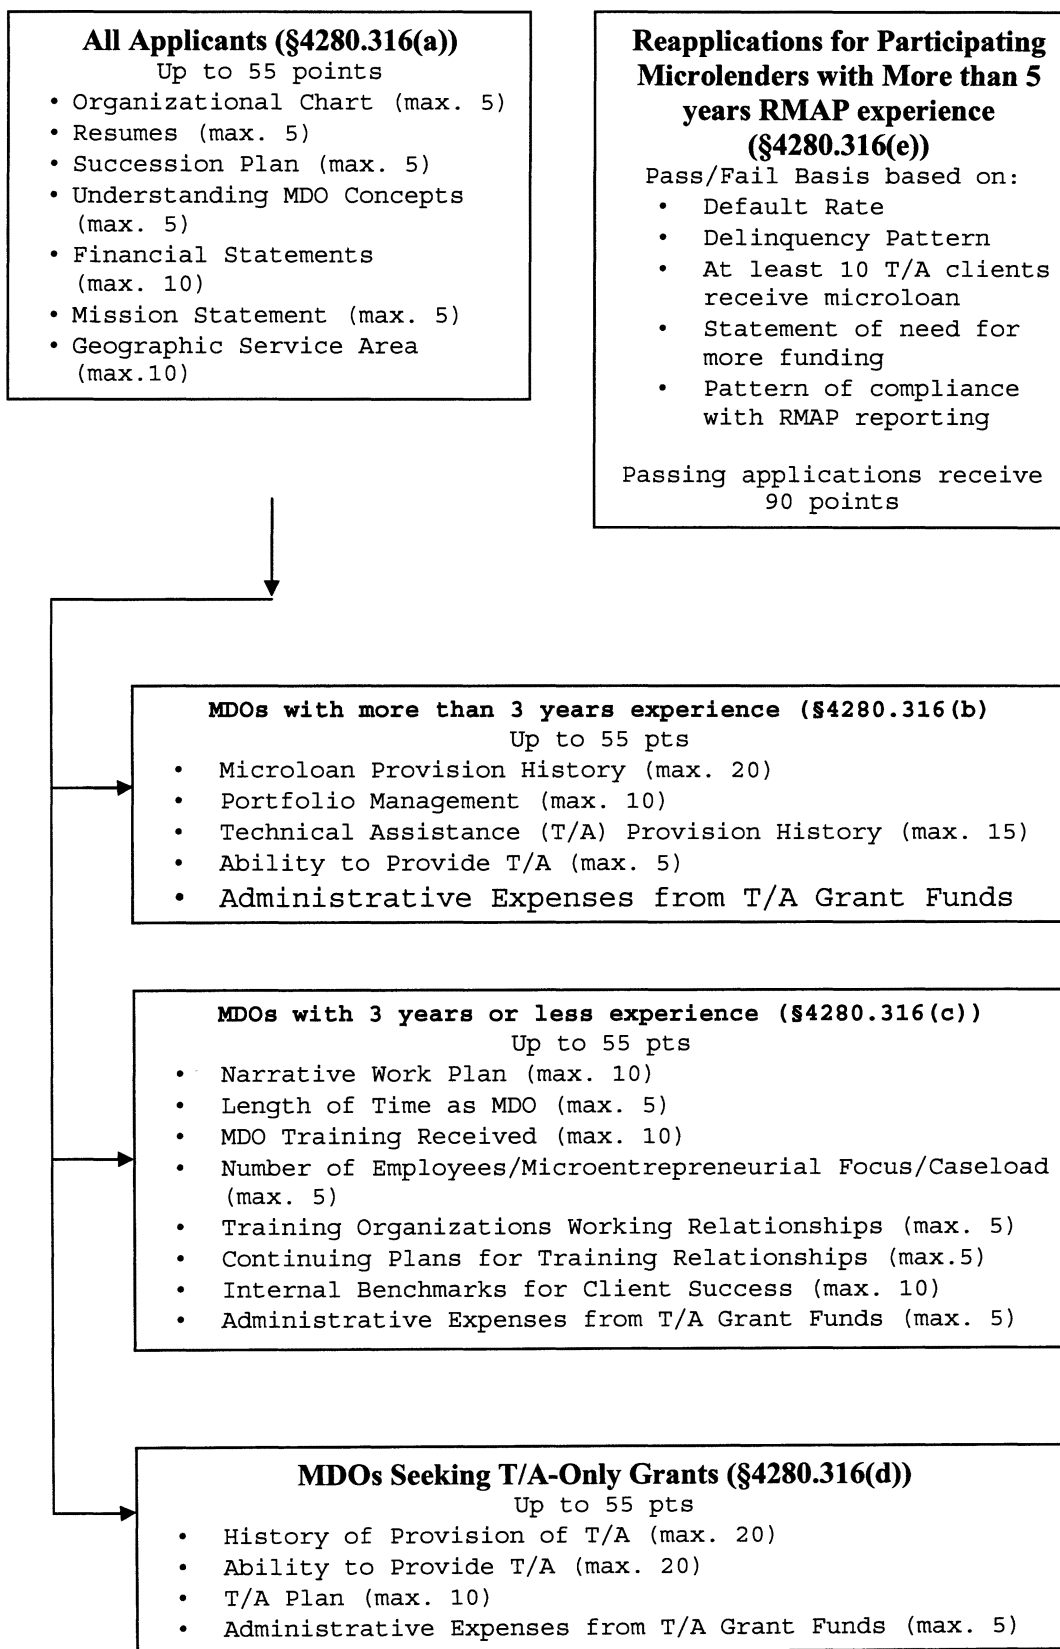 All Applicants (§4280.316(a))
Up to 55 points
• Organizational Chart (max. 5)
• Resumes (max. 5)
• Succession Plan (max. 5)
• Understanding MDO Concepts
(max. 5)
• Financial Statements
(max. 10)
• Mission Statement (max. 5)
• Geographic Service Area
(max.10)
Reapplications for Participating
Microlenders with More than 5
years RMAP experience
(§4280.316(e))
Pass/Fail Basis based on:
• Default Rate
• Delinquency Pattern
• At least 10 T/A clients
receive microloan
• Statement of need for
more funding
• Pattern of compliance
with RMAP reporting
Passing applications receive
90 points
MDOs with more than 3 years experience (§4280.316(b)
Up to 55 pts
• Microloan Provision History (max. 20)
• Portfolio Management (max. 10)
• Technical Assistance (T/A) Provision History (max. 15)
• Ability to Provide T/A (max. 5)
• Administrative Expenses from T/A Grant Funds
MDOs with 3 years or less experience (§4280.316(c))
Up to 55 pts
• Narrative Work Plan (max. 10)
• Length of Time as MDO (max. 5)
• MDO Training Received (max. 10)
• Number of Employees/Microentrepreneurial Focus/Caseload
(max. 5)
• Training Organizations Working Relationships (max. 5)
• Continuing Plans for Training Relationships (max.5)
• Internal Benchmarks for Client Success (max. 10)
• Administrative Expenses from T/A Grant Funds (max. 5)
MDOs Seeking T/A-Only Grants (§4280.316(d))
Up to 55 pts
• History of Provision of T/A (max. 20)
• Ability to Provide T/A (max. 20)
• T/A Plan (max. 10)
• Administrative Expenses from T/A Grant Funds (max. 5)